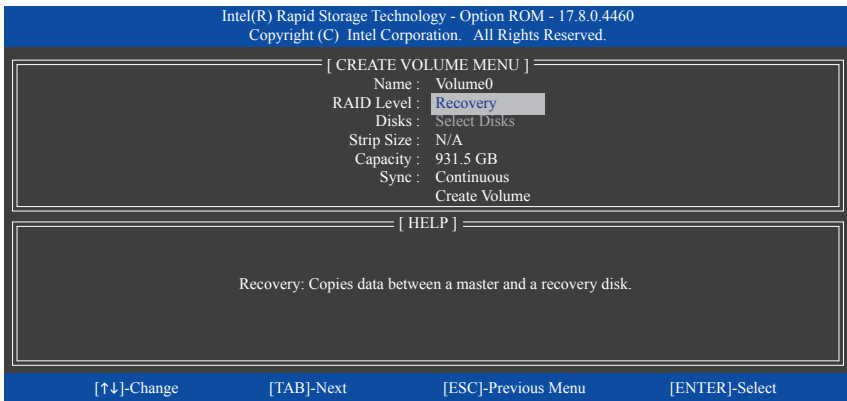 Intel(R) Rapid Storage Technology - Option ROM - 17.8.0.4460
Copyright (C) Intel Corporation. All Rights Reserved.
[ CREATE VOLUME MENU ]
Name : Volume0
RAID Level : Recovery
Disks : Select Disks
Strip Size : N/A
Capacity : 931.5 GB
Sync : Continuous
Create Volume
[ HELP ]
Recovery: Copies data between a master and a recovery disk.
[↑↓]-Change [TAB]-Next [ESC]-Previous Menu [ENTER]-Select